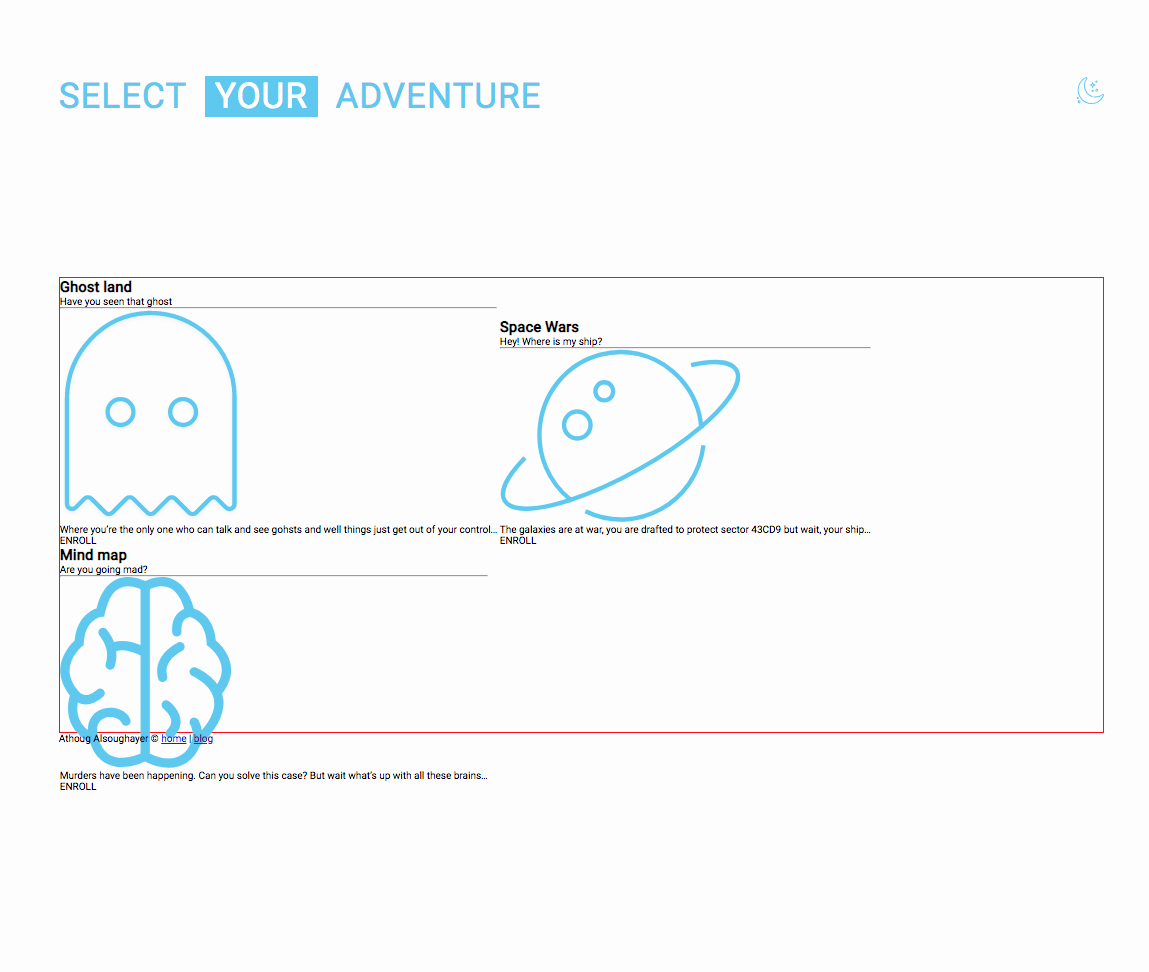 SELECT YOUR ADVENTURE
Ghost land
Have you seen that ghost
Where you're the only one who can talk and see gohsts and well things just get out of your control...
ENROLL
Space Wars
Hey! Where is my ship?
The galaxies are at war, you are drafted to protect sector 43CD9 but wait, your ship...
ENROLL
Mind map
Are you going mad?
Athoug Alsoughayer © home | blog
Murders have been happening. Can you solve this case? But wait what's up with all these brains...
ENROLL